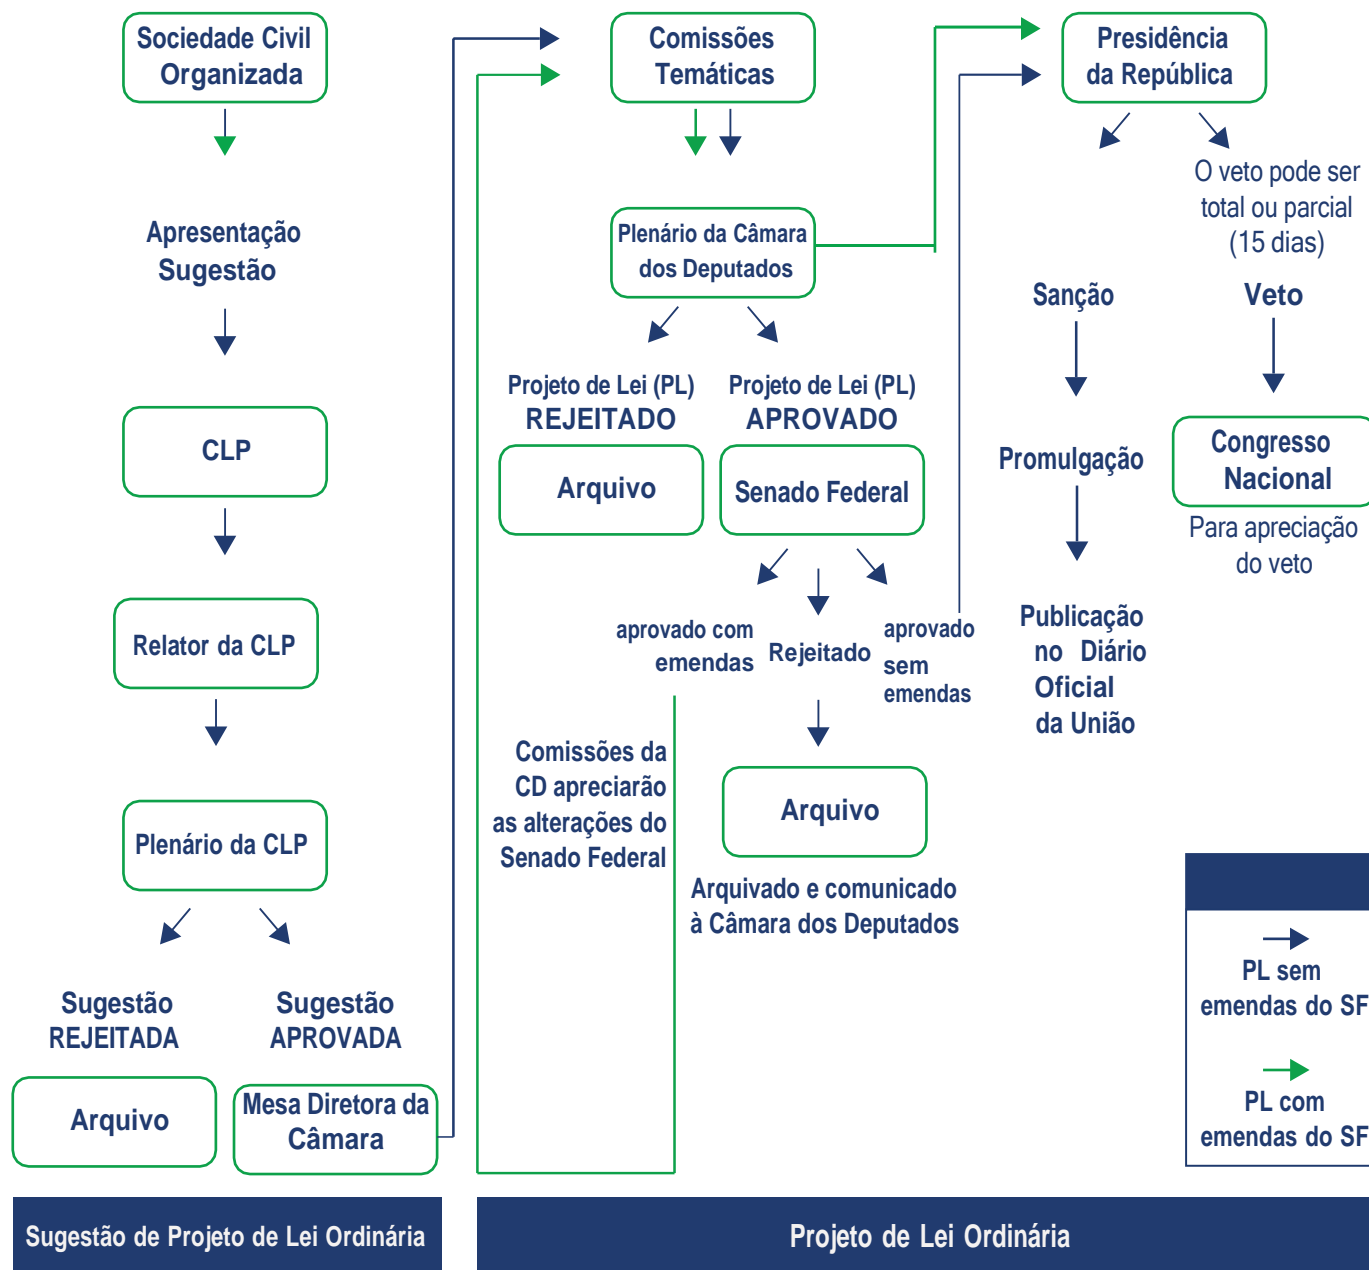 Sociedade Civil
Organizada
Apresentação
Sugestão
CLP
Relator da CLP
Plenário da CLP
Sugestão
REJEITADA
Sugestão
APROVADA
Arquivo
Mesa Diretora da
Câmara
Sugestão de Projeto de Lei Ordinária
Comissões
Temáticas
Plenário da Câmara
dos Deputados
Projeto de Lei (PL)
REJEITADO
Projeto de Lei (PL)
APROVADO
Arquivo
Senado Federal
aprovado com
emendas
Rejeitado
aprovado
sem
emendas
Comissões da
CD apreciarão
as alterações do
Senado Federal
Arquivo
Arquivado e comunicado
à Câmara dos Deputados
Presidência
da República
O veto pode ser
total ou parcial
(15 dias)
Sanção
Veto
Promulgação
Congresso
Nacional
Para apreciação
do veto
Publicação
no Diário
Oficial
da União
PL sem
emendas do SF
PL com
emendas do SF
Projeto de Lei Ordinária